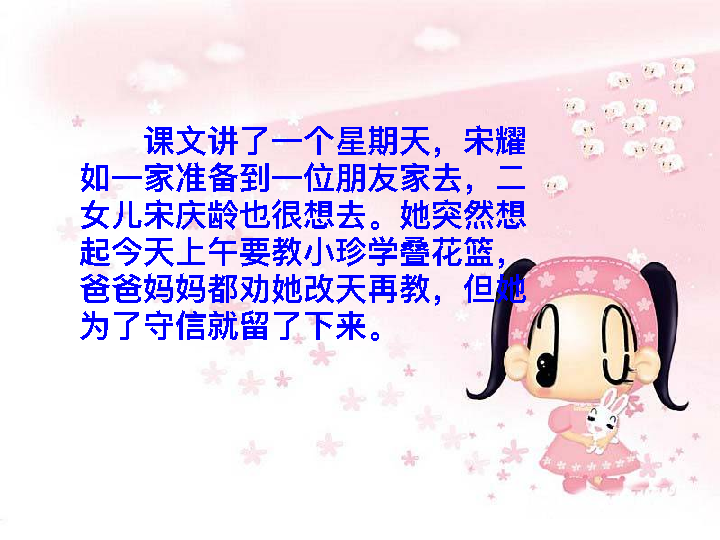 课文讲了一个星期天，宋耀
如一家准备到一位朋友家去，二
女儿宋庆龄也很想去。她突然想
起今天上午要教小珍学叠花篮，
爸爸妈妈都劝她改天再教，但她
为了守信就留了下来。